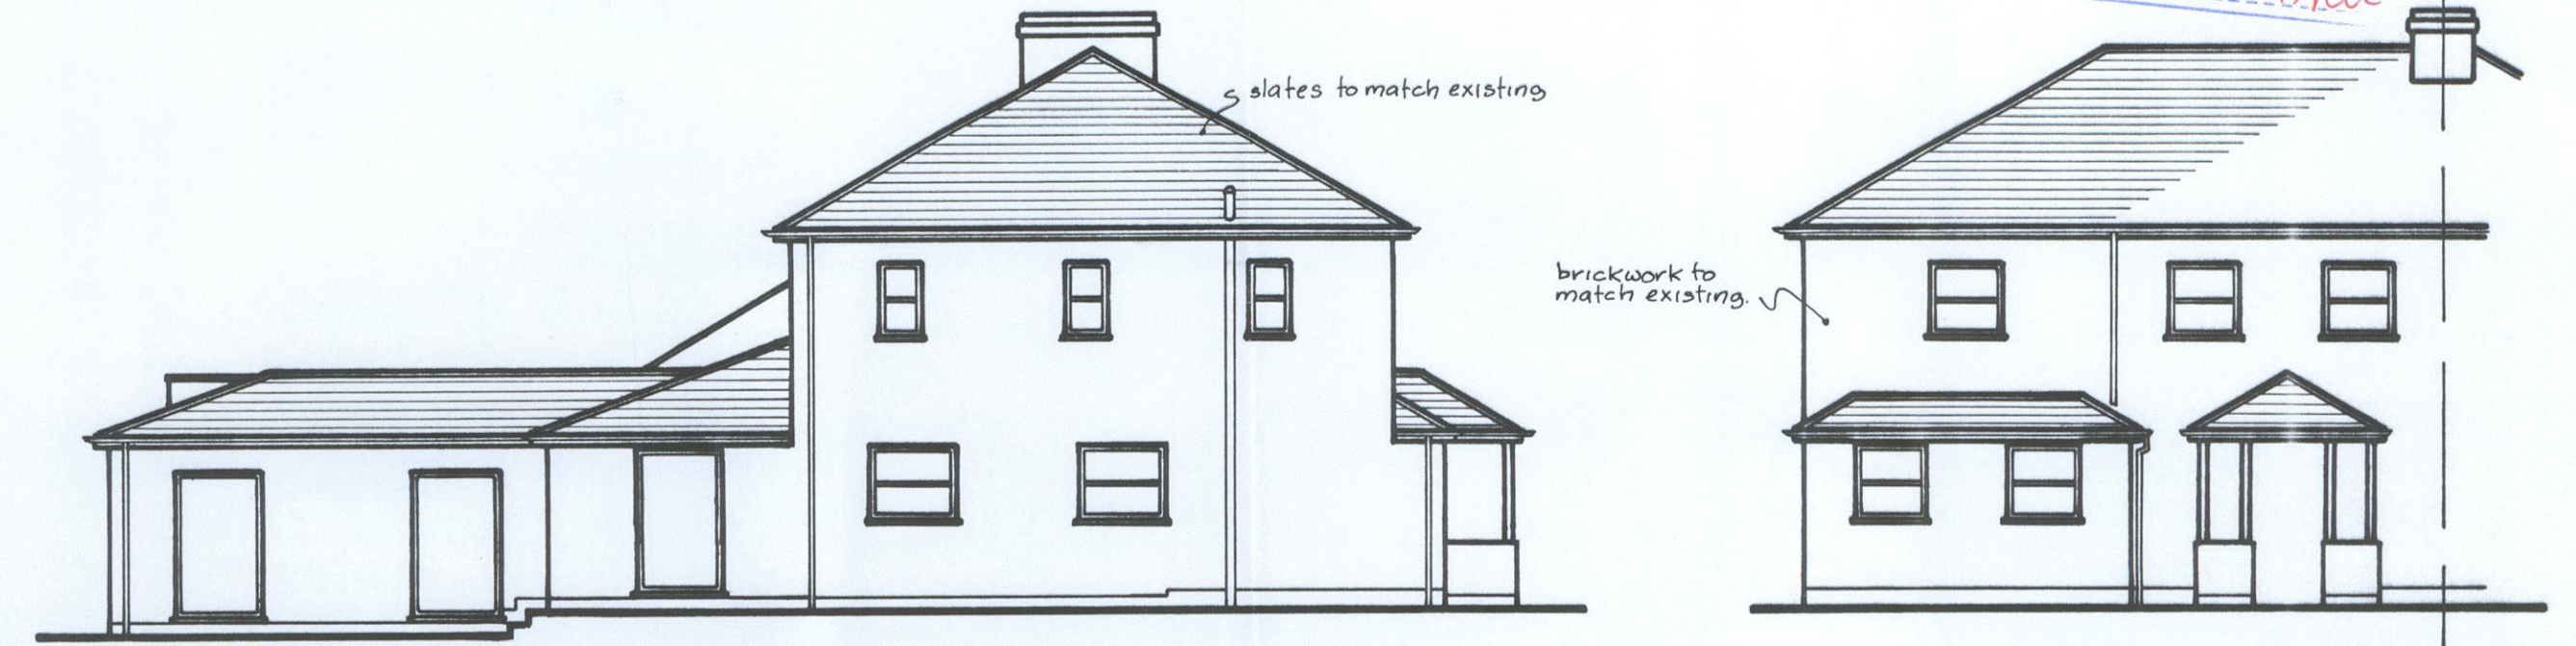 slates to match existing
brickwork to
match existing.